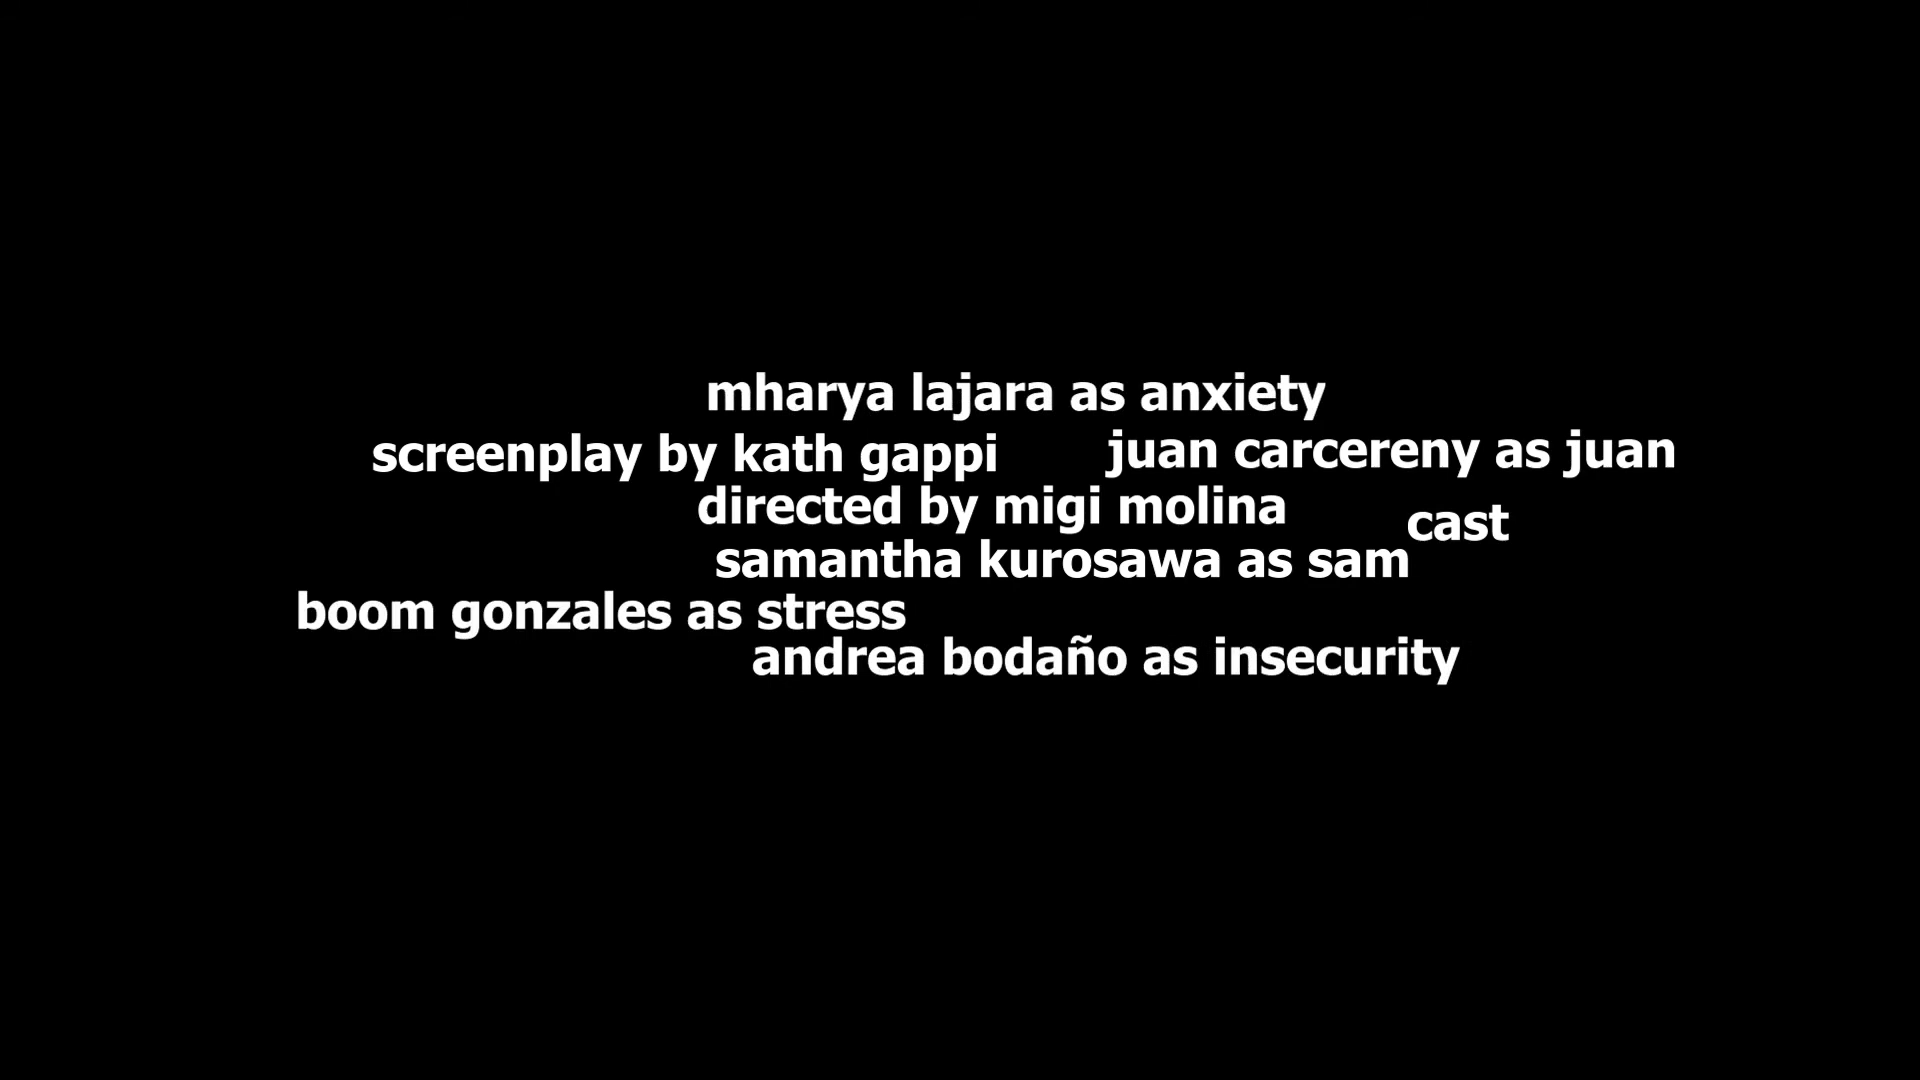 mharya lajara as anxiety
screenplay by kath gappi
juan carcereny as juan
directed by migi molina
cast
samantha kurosawa as sam
boom gonzales as stress
andrea bodaño as insecurity